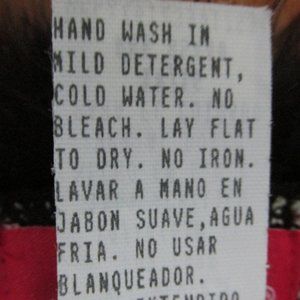 HAND WASH IN
MILD DETERGENT,
COLD WATER. NO
BLEACH. LAY FLAT
TO DRY. NO IRON.
LAVAR A MANO EN
JABON SUAVE,AGUA
FRIA. NO USAR
BLANQUEADOR.
EXTENDIDO